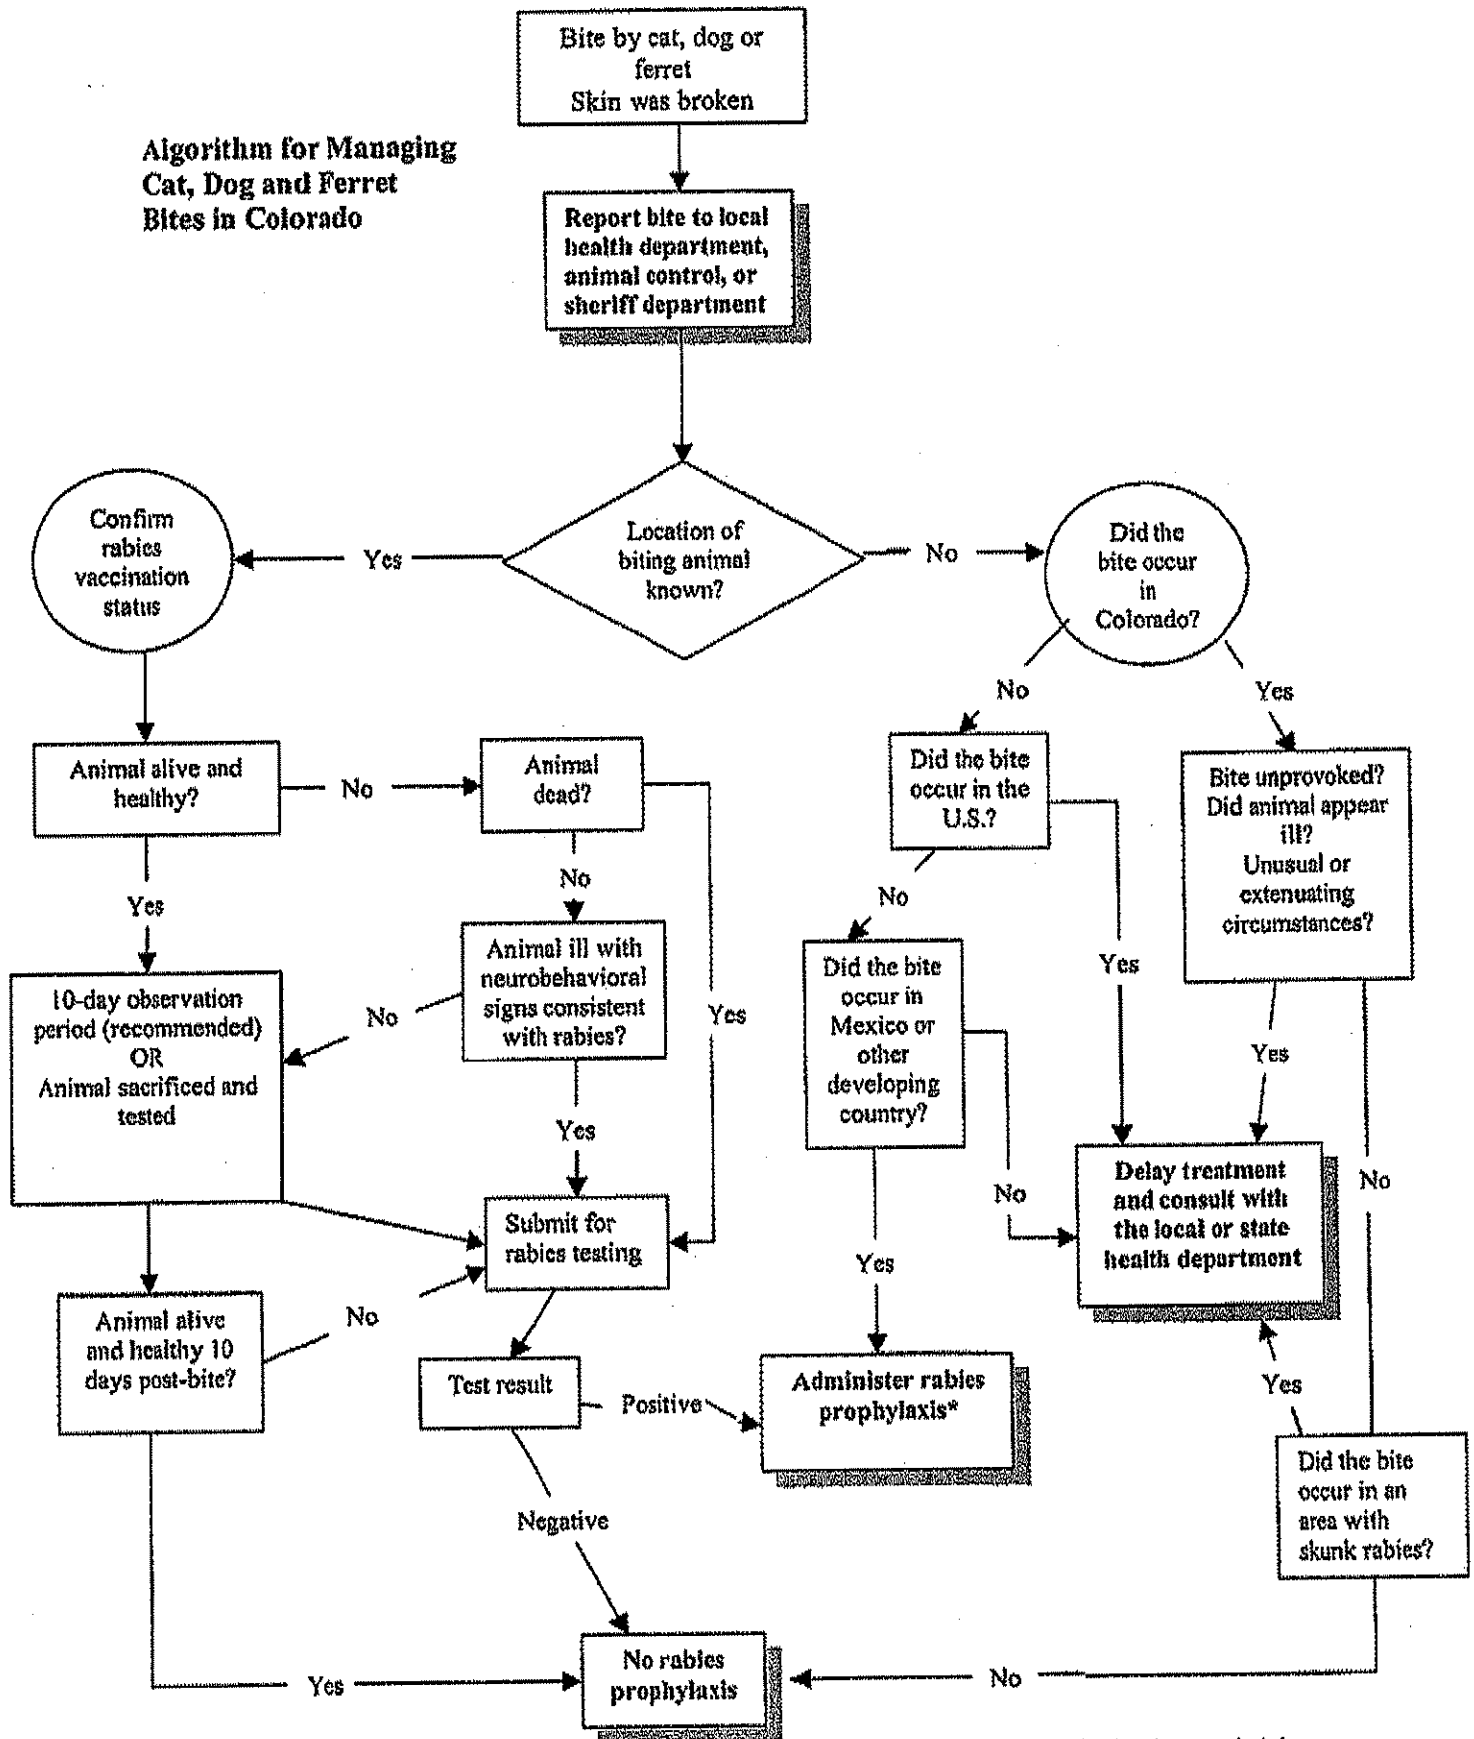 Bite by cat, dog or
ferret
Skin was broken
Algorithm for Managing
Cat, Dog and Ferret
Bites in Colorado
Report bite to local
health department,
animal control, or
sheriff department
Confirm
rabies
vaccination
status
Yes
Location of
biting animal
known?
No
Did the
bite occur
in
Colorado?
No
Yes
Animal alive and
healthy?
No
Animal
dead?
Did the bite
occur in the
U.S.?
Bite unprovoked?
Did animal appear
ill?
Unusual or
extenuating
circumstances?
Yes
No
No
Animal ill with
neurobehavioral
signs consistent
with rabies?
Yes
Did the bite
occur in
Mexico or
other
developing
country?
Yes
10-day observation
period (recommended)
OR
Animal sacrificed and
tested
No
Yes
Yes
Delay treatment
and consult with
the local or state
health department
No
No
Submit for
rabies testing
Yes
Animal alive
and healthy 10
days post-bite?
No
Test result
Positive
Administer rabies
prophylaxis*
Yes
Did the bite
occur in an
area with
skunk rabies?
Negative
No rabies
prophylaxis
Yes
No